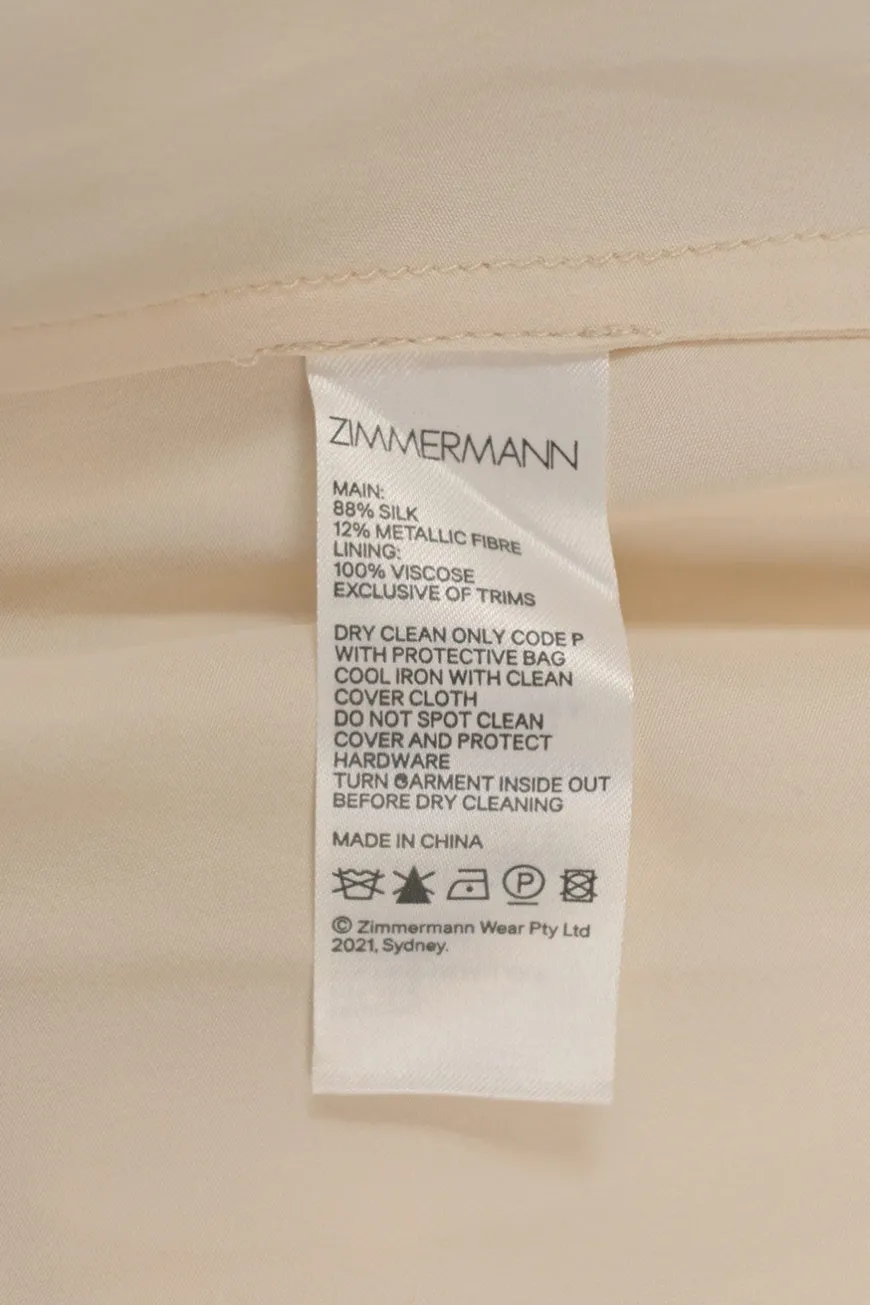 ZIMMERMANN
MAIN:
88% SILK
12% METALLIC FIBRE
LINING:
100% VISCOSE
EXCLUSIVE OF TRIMS
DRY CLEAN ONLY CODE P
WITH PROTECTIVE BAG
COOL IRON WITH CLEAN
COVER CLOTH
DO NOT SPOT CLEAN
COVER AND PROTECT
HARDWARE
TURN GARMENT INSIDE OUT
BEFORE DRY CLEANING
MADE IN CHINA
P
© Zimmermann Wear Pty Ltd
2021, Sydney.